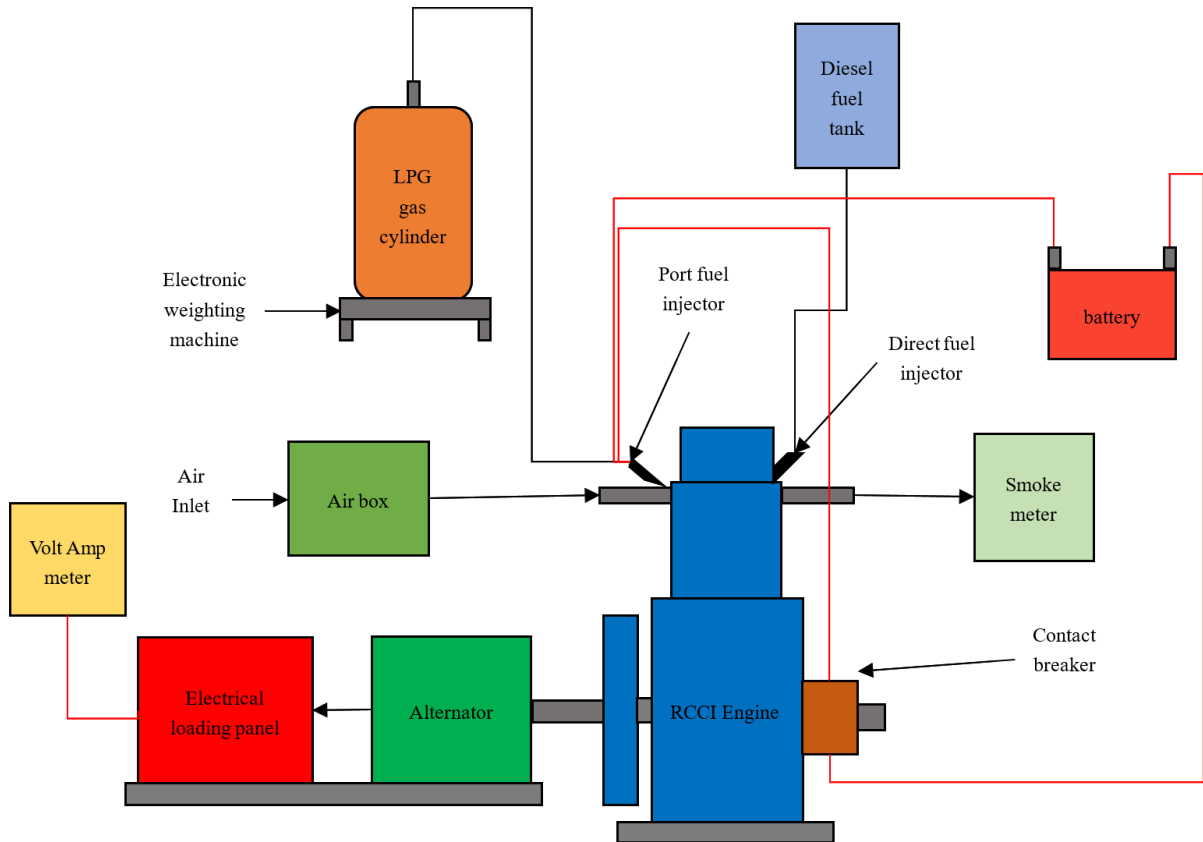 Diesel
fuel
tank
LPG
gas
cylinder
Electronic
weighting
machine
Port fuel
injector
battery
Direct fuel
injector
Air
Inlet
Air box
Smoke
meter
Volt Amp
meter
Contact
breaker
Electrical
loading panel
Alternator
RCCI Engine